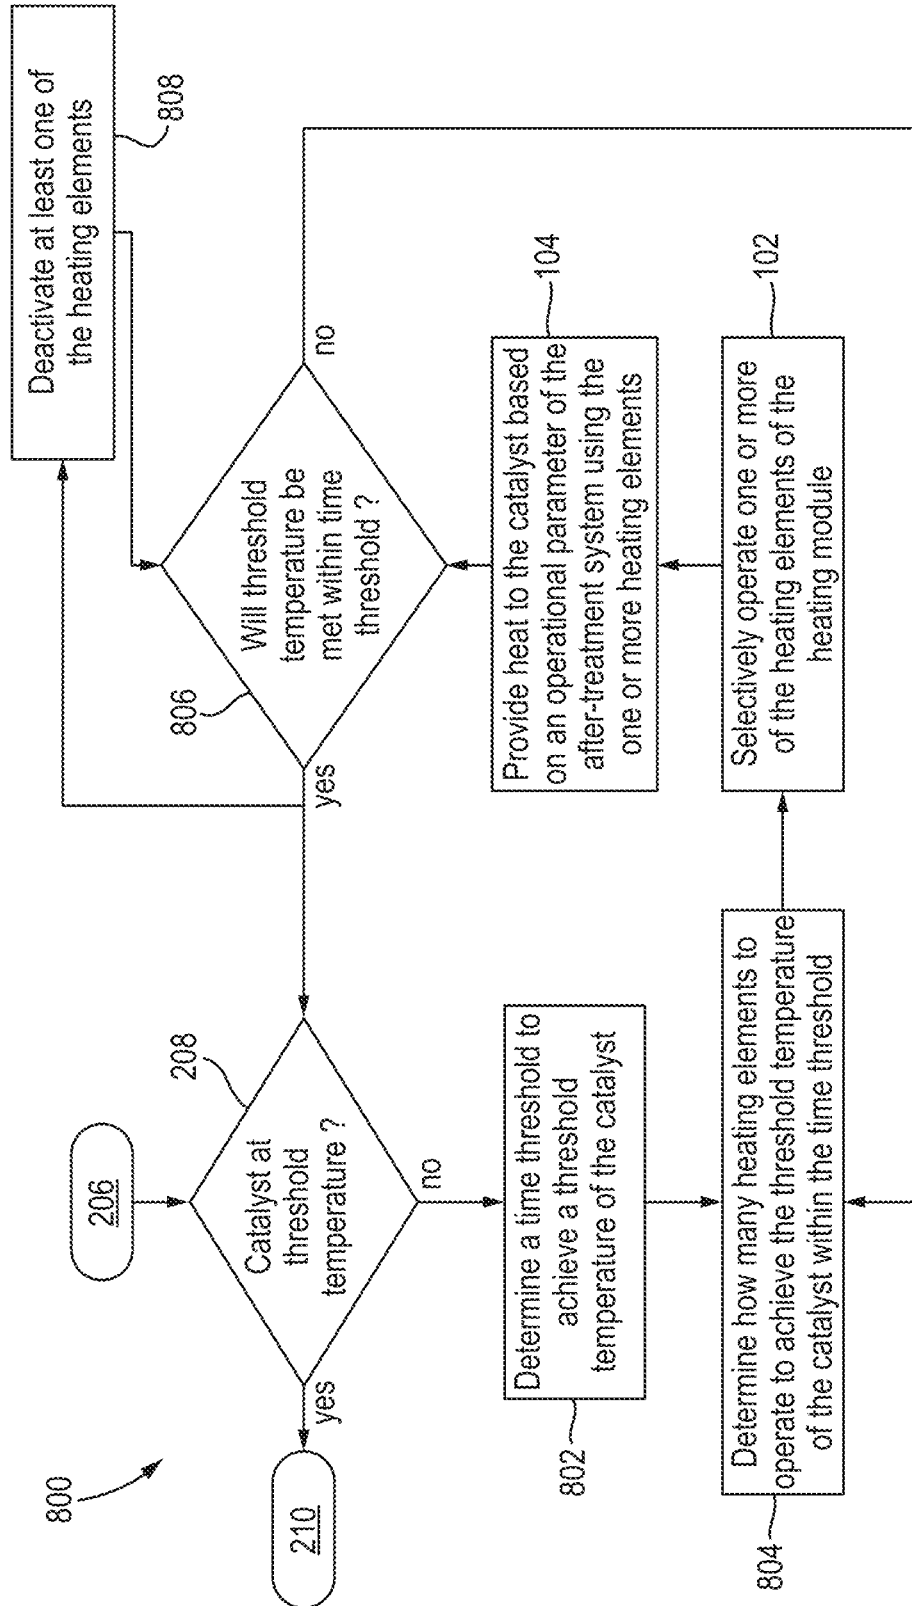 800
206
208
Catalyst at
threshold
temperature ?
yes
210
no
Determine a time threshold to
achieve a threshold
temperature of the catalyst
802
Determine how many heating elements to
operate to achieve the threshold temperature
of the catalyst within the time threshold
804
Selectively operate one or more
of the heating elements of the
heating module
102
Provide heat to the catalyst based
on an operational parameter of the
after-treatment system using the
one or more heating elements
104
Will threshold
temperature be
met within time
threshold ?
806
yes
no
Deactivate at least one of
the heating elements
808